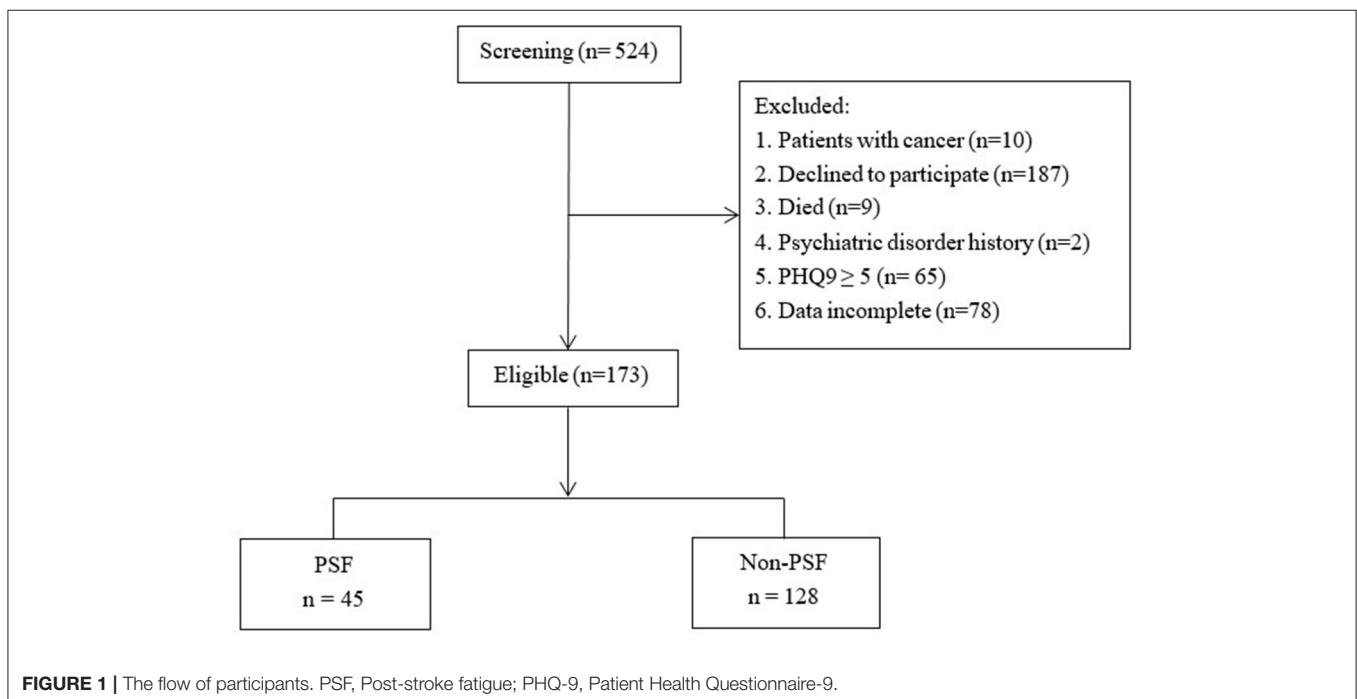 Screening (n= 524)
Excluded:
1. Patients with cancer (n=10)
2. Declined to participate (n=187)
3. Died (n=9)
4. Psychiatric disorder history (n=2)
5. PHQ9 ≥ 5 (n= 65)
6. Data incomplete (n=78)
Eligible (n=173)
PSF
n = 45
Non-PSF
n = 128
FIGURE 1 | The flow of participants. PSF, Post-stroke fatigue; PHQ-9, Patient Health Questionnaire-9.